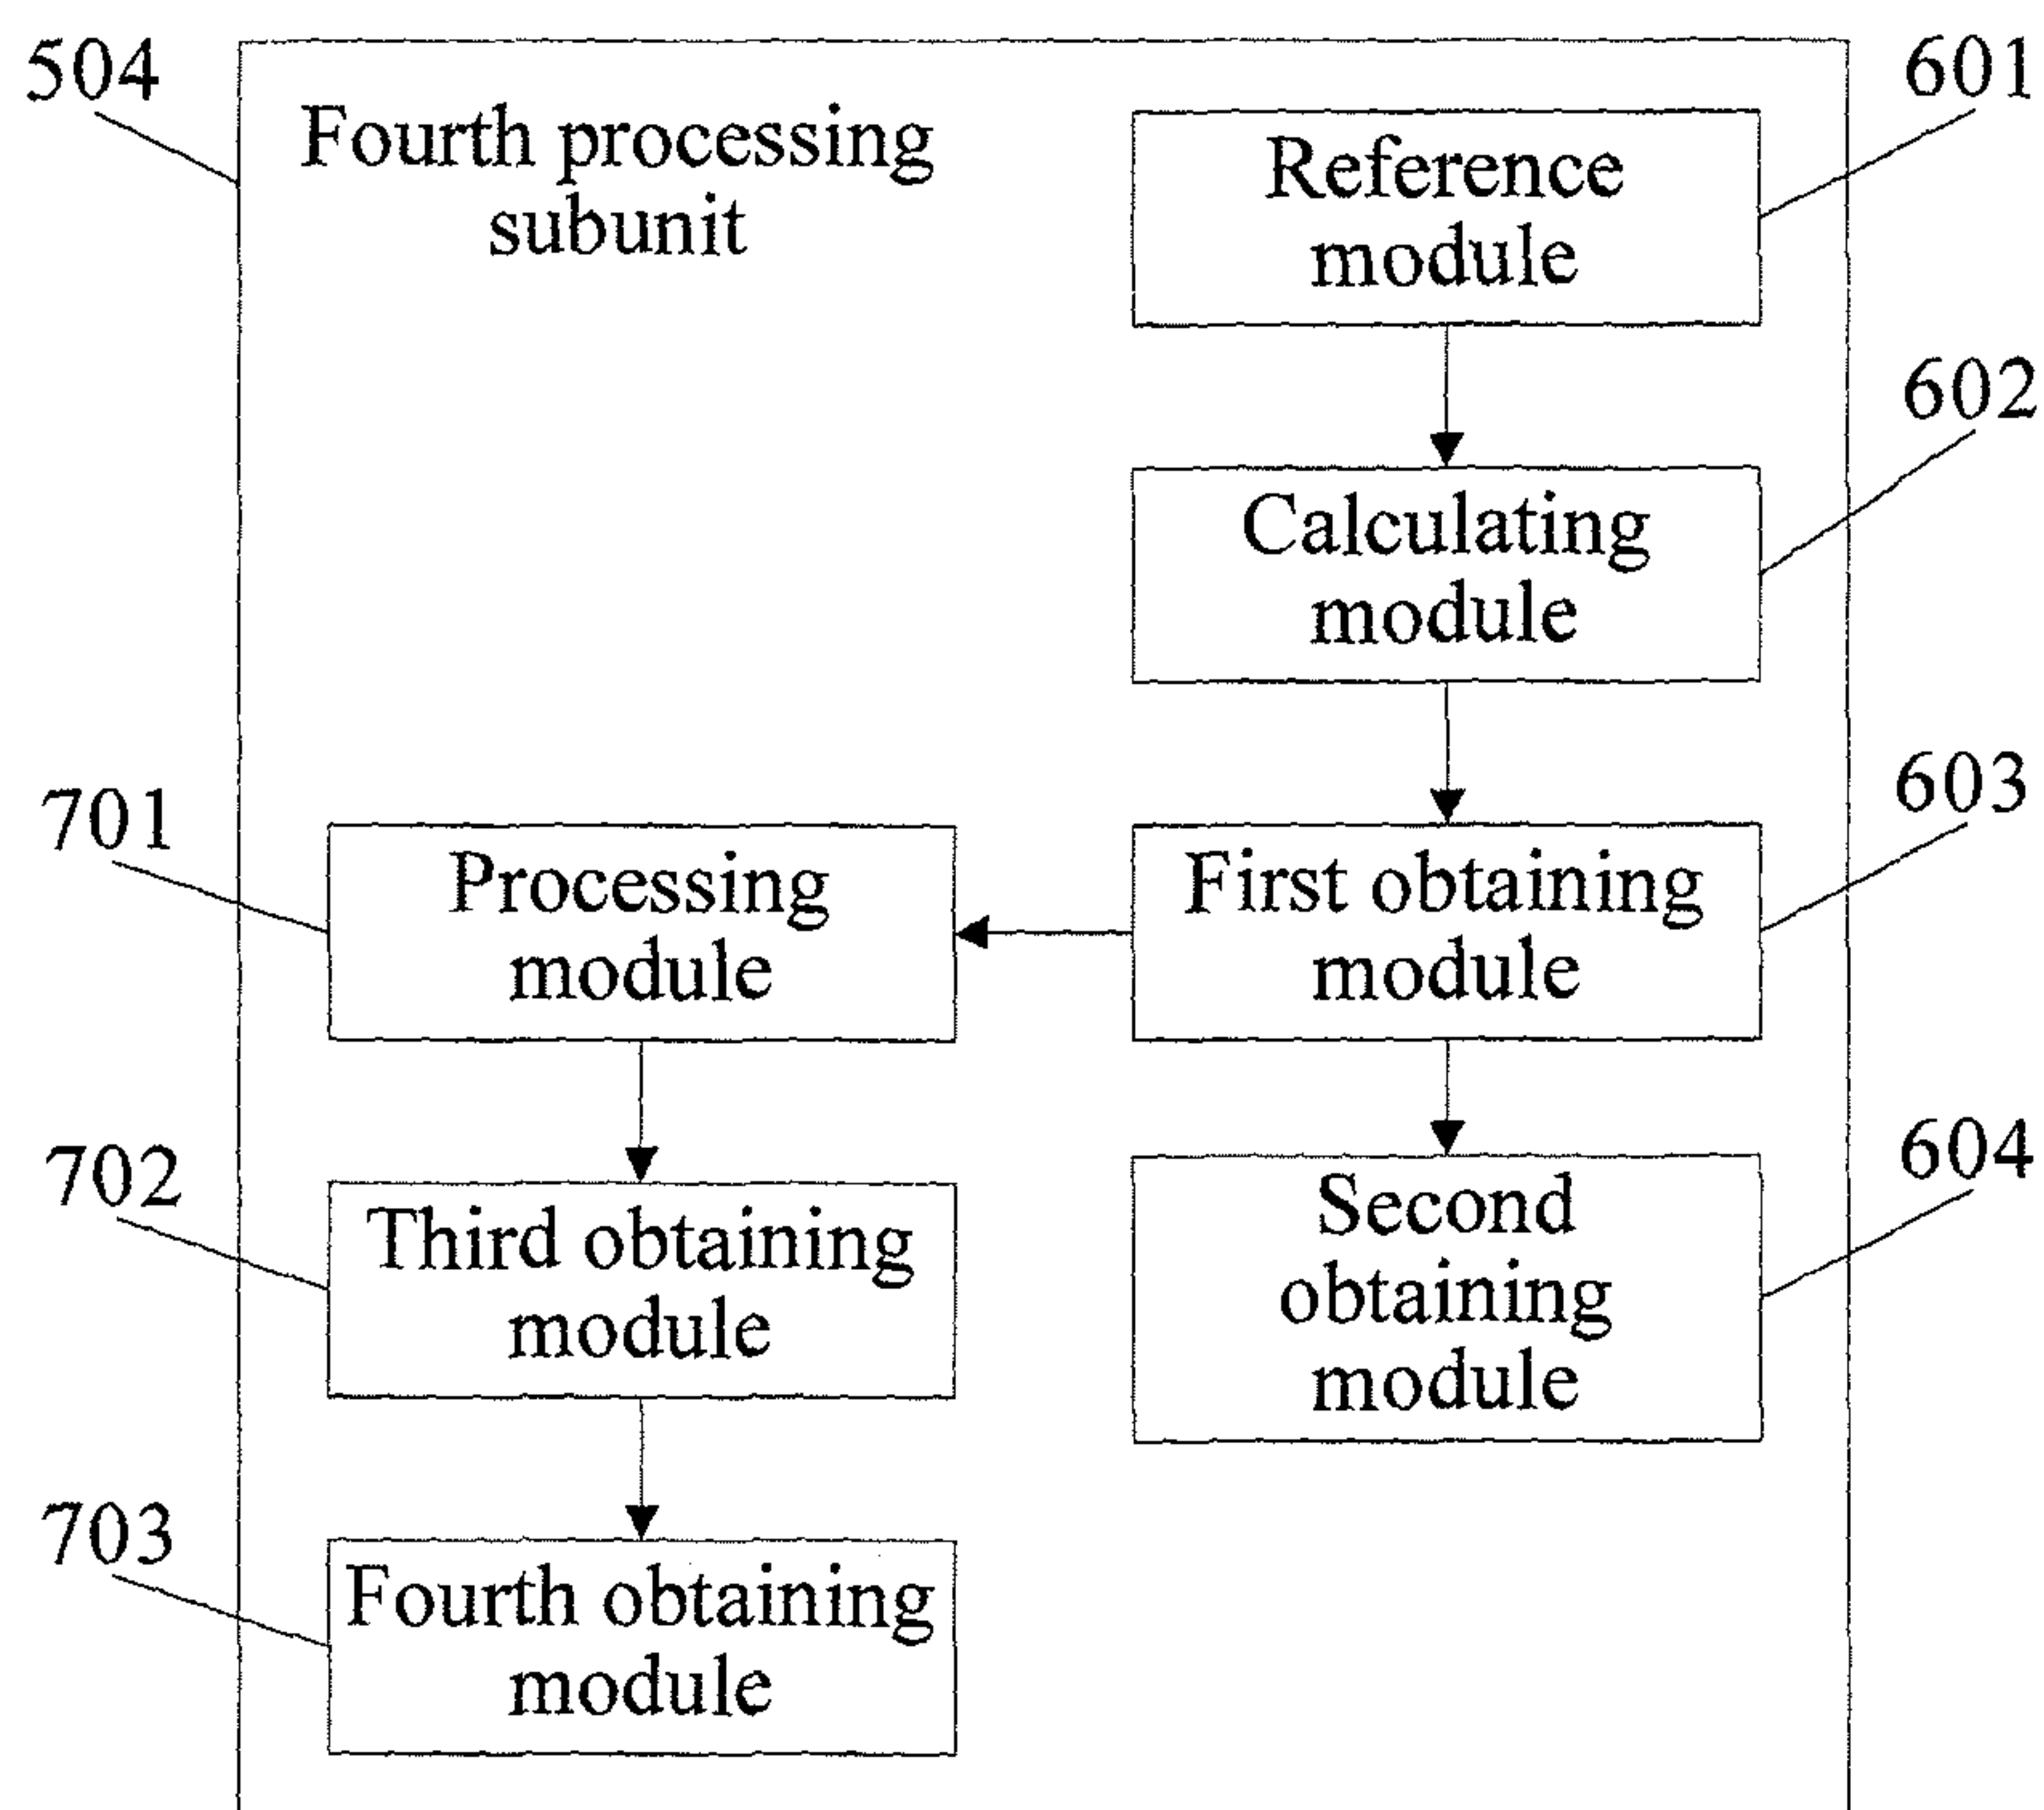 504
Fourth processing
subunit
601
Reference
module
602
Calculating
module
603
First obtaining
module
701
Processing
module
604
Second
obtaining
module
702
Third obtaining
module
703
Fourth obtaining
module